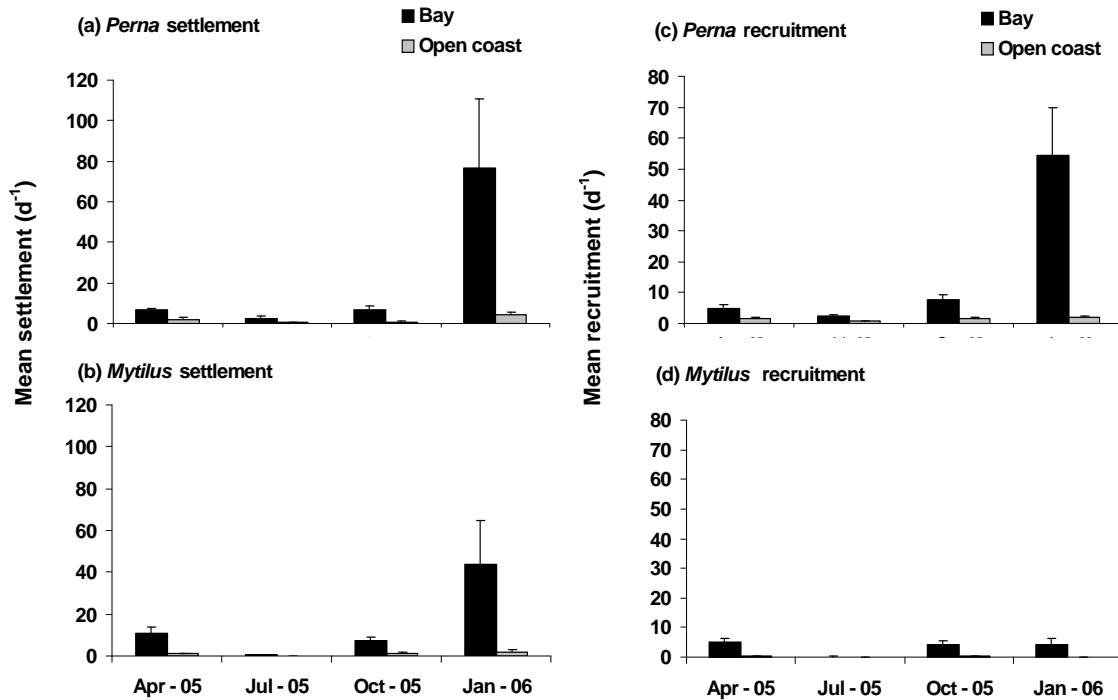 (a) Perna settlement
Bay
Open coast
120
100
80
60
40
20
0
Mean settlement (d-1)
(b) Mytilus settlement
120
100
80
60
40
20
0
Apr - 05 Jul - 05 Oct - 05 Jan - 06
(c) Perna recruitment
Bay
Open coast
80
70
60
50
40
30
20
10
0
Mean recruitment (d-1)
(d) Mytilus recruitment
80
70
60
50
40
30
20
10
0
Apr - 05 Jul - 05 Oct - 05 Jan - 06